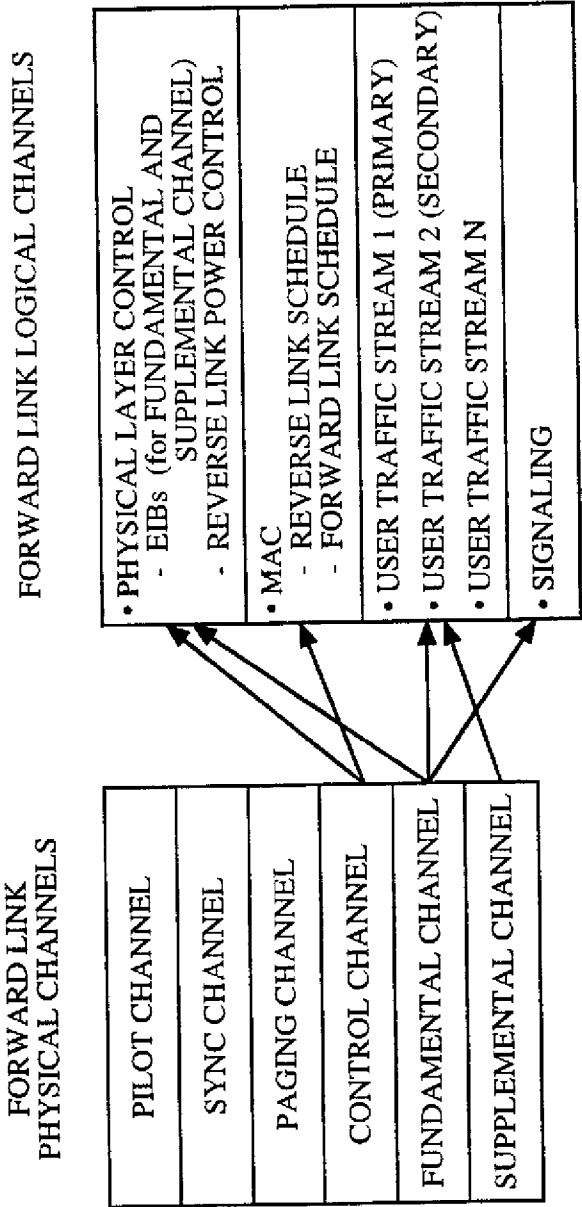 FORWARD LINK
PHYSICAL CHANNELS
PILOT CHANNEL
SYNC CHANNEL
PAGING CHANNEL
CONTROL CHANNEL
FUNDAMENTAL CHANNEL
SUPPLEMENTAL CHANNEL
FORWARD LINK LOGICAL CHANNELS
• PHYSICAL LAYER CONTROL
- EIBs (for FUNDAMENTAL AND
SUPPLEMENTAL CHANNEL)
- REVERSE LINK POWER CONTROL
• MAC
- REVERSE LINK SCHEDULE
- FORWARD LINK SCHEDULE
• USER TRAFFIC STREAM 1 (PRIMARY)
• USER TRAFFIC STREAM 2 (SECONDARY)
• USER TRAFFIC STREAM N
• SIGNALING